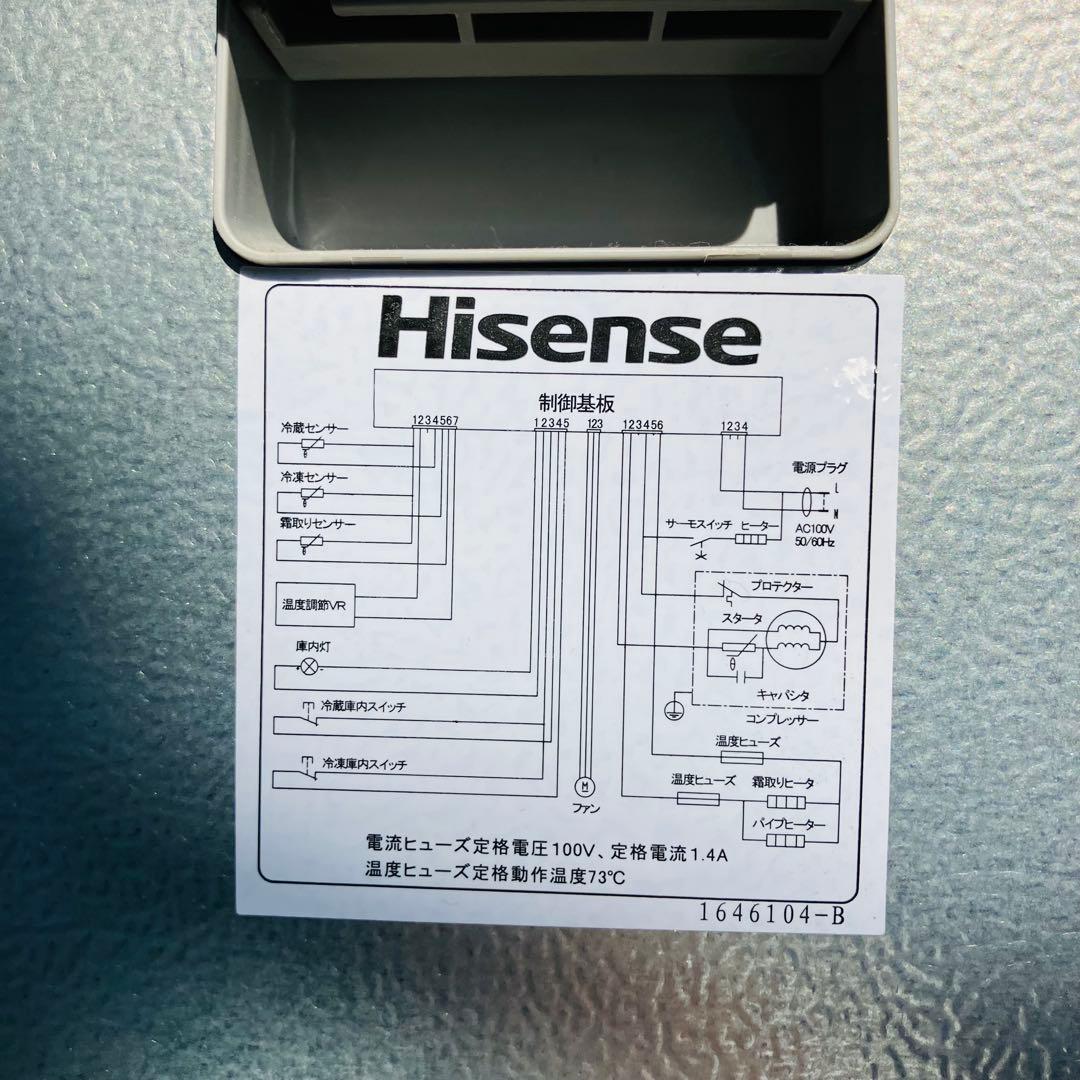 Hisense
制御基板
1234567
12345
123
123456
1234
冷蔵センサー
θ
冷凍センサー
θ
霜取りセンサー
θ
温度調節VR
庫内灯
冷蔵庫内スイッチ
冷凍庫内スイッチ
M
ファン
電源プラグ
L
N
AC100V
50/60Hz
サーモスイッチ
ヒーター
プロテクター
スタータ
θ
キャパシタ
コンプレッサー
温度ヒューズ
温度ヒューズ
霜取りヒータ
パイプヒーター
電流ヒューズ定格電圧100V、定格電流1.4A
温度ヒューズ定格動作温度73℃
1646104-B